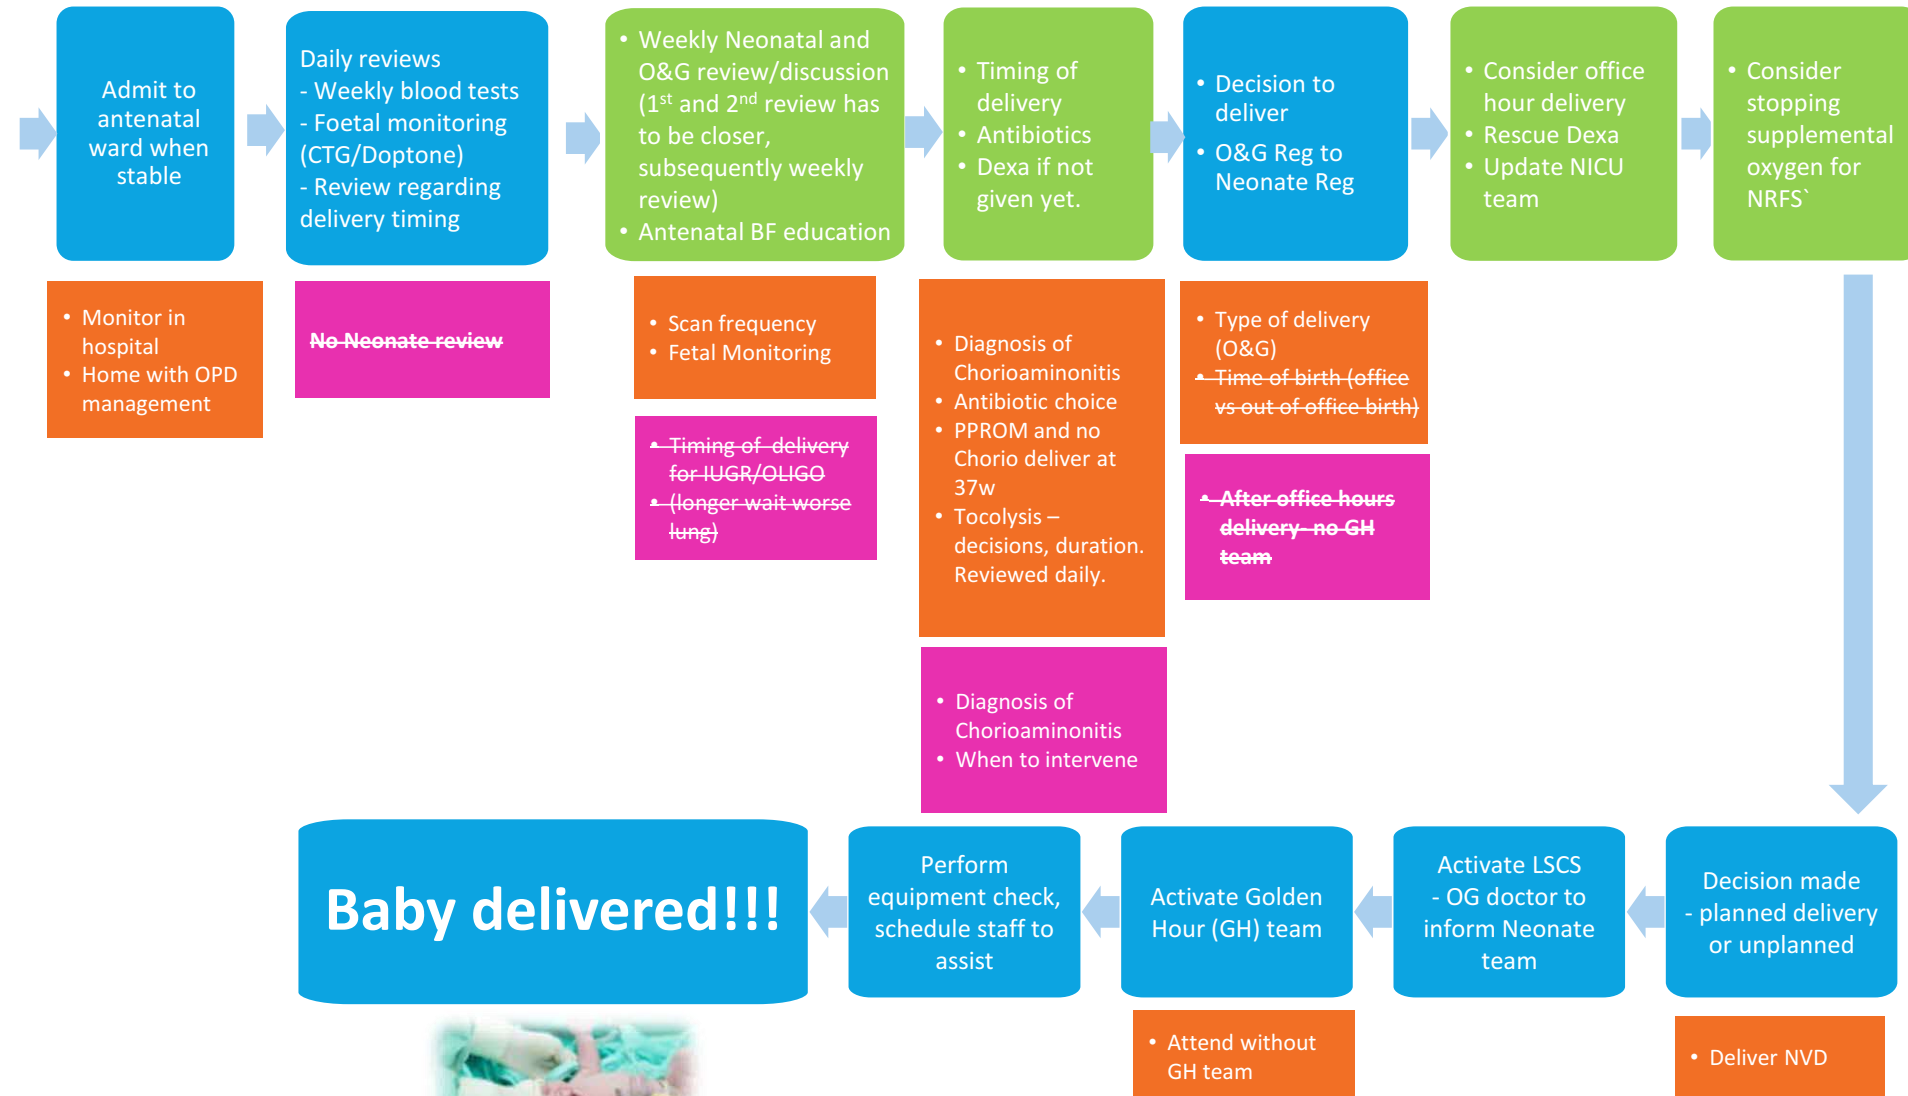 Admit to
antenatal
ward when
stable
Daily reviews
- Weekly blood tests
- Foetal monitoring
(CTG/Doptone)
- Review regarding
delivery timing
• Weekly Neonatal and
O&G review/discussion
(1st and 2nd review has
to be closer,
subsequently weekly
review)
• Antenatal BF education
• Timing of
delivery
• Antibiotics
• Dexa if not
given yet.
• Decision to
deliver
• O&G Reg to
Neonate Reg
• Consider office
hour delivery
• Rescue Dexa
• Update NICU
team
• Consider
stopping
supplemental
oxygen for
NRFS`
• Monitor in
hospital
• Home with OPD
management
No Neonate review
• Scan frequency
• Fetal Monitoring
• Timing of delivery
for IUGR/OLIGO
• (longer wait worse
lung)
• Diagnosis of
Chorioaminonitis
• Antibiotic choice
• PPROM and no
Chorio deliver at
37w
• Tocolysis –
decisions, duration.
Reviewed daily.
• Diagnosis of
Chorioaminonitis
• When to intervene
• Type of delivery
(O&G)
• Time of birth (office
vs out of office birth)
• After office hours
delivery- no GH
team
Baby delivered!!!
Perform
equipment check,
schedule staff to
assist
Activate Golden
Hour (GH) team
Activate LSCS
- OG doctor to
inform Neonate
team
Decision made
- planned delivery
or unplanned
• Attend without
GH team
• Deliver NVD